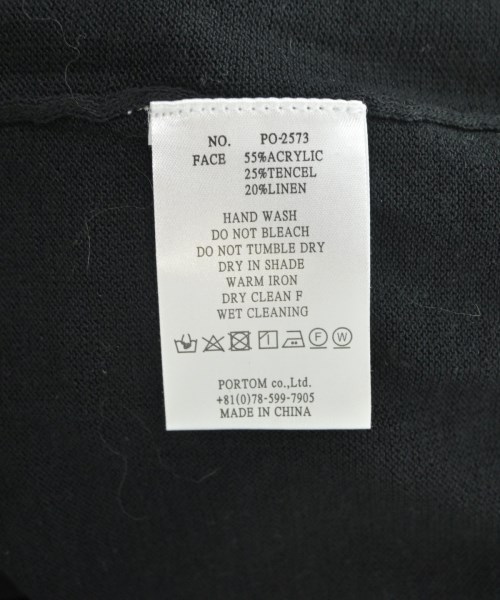 NO. PO-2573
FACE 55%ACRYLIC
25%TENCEL
20%LINEN
HAND WASH
DO NOT BLEACH
DO NOT TUMBLE DRY
DRY IN SHADE
WARM IRON
DRY CLEAN F
WET CLEANING
F W
PORTOM co.,Ltd.
+81(0)78-599-7905
MADE IN CHINA